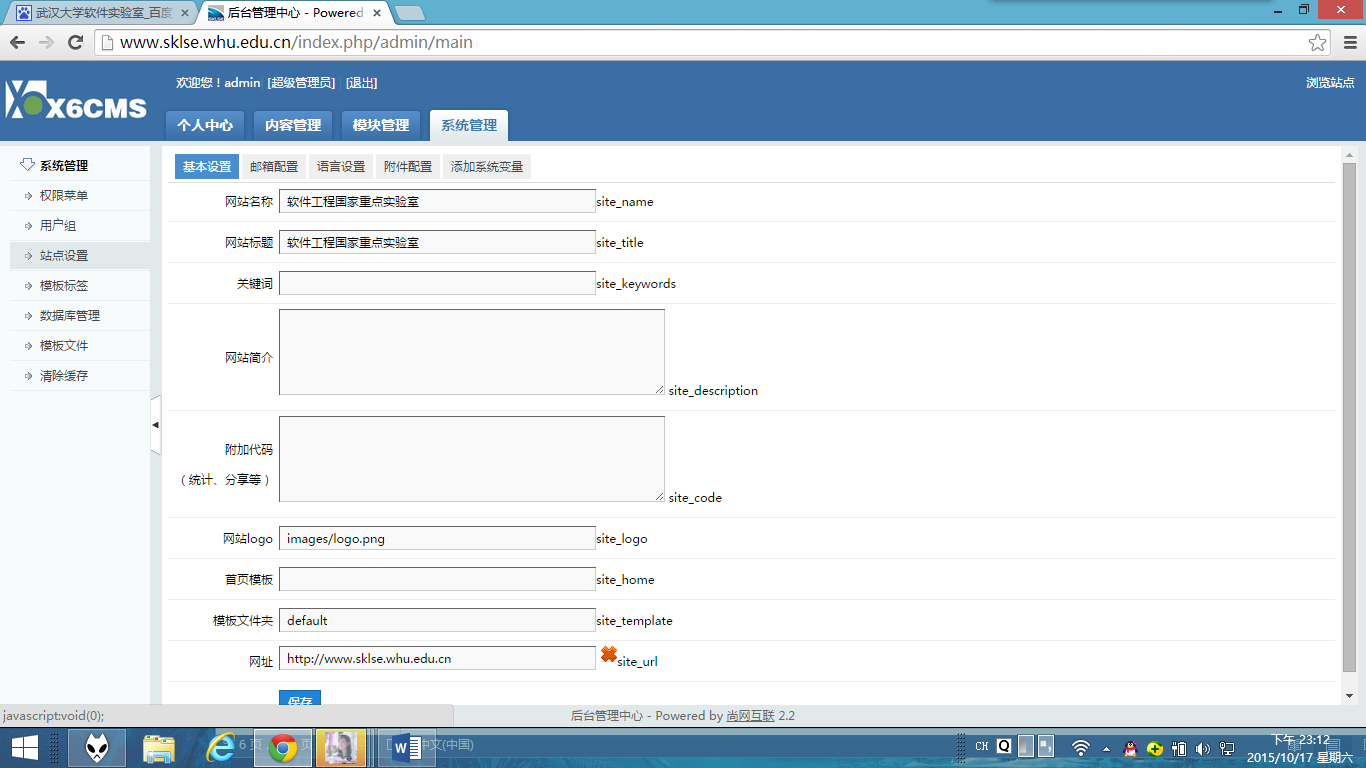 武汉大学软件实验室_百度
后台管理中心 - Powered
www.sklse.whu.edu.cn/index.php/admin/main
X6CMS
欢迎您！admin [超级管理员] [退出]
浏览站点
个人中心 内容管理 模块管理 系统管理
系统管理
权限菜单
用户组
站点设置
模板标签
数据库管理
模板文件
清除缓存
基本设置 邮箱配置 语言设置 附件配置 添加系统变量
网站名称 软件工程国家重点实验室 site_name
网站标题 软件工程国家重点实验室 site_title
关键词 site_keywords
网站简介 site_description
附加代码
（统计、分享等） site_code
网站logo images/logo.png site_logo
首页模板 site_home
模板文件夹 default site_template
网址 http://www.sklse.whu.edu.cn site_url
保存
javascript:void(0);
后台管理中心 - Powered by 尚网互联 2.2
6 页
中文(中国)
CH
下午 23:12
2015/10/17 星期六